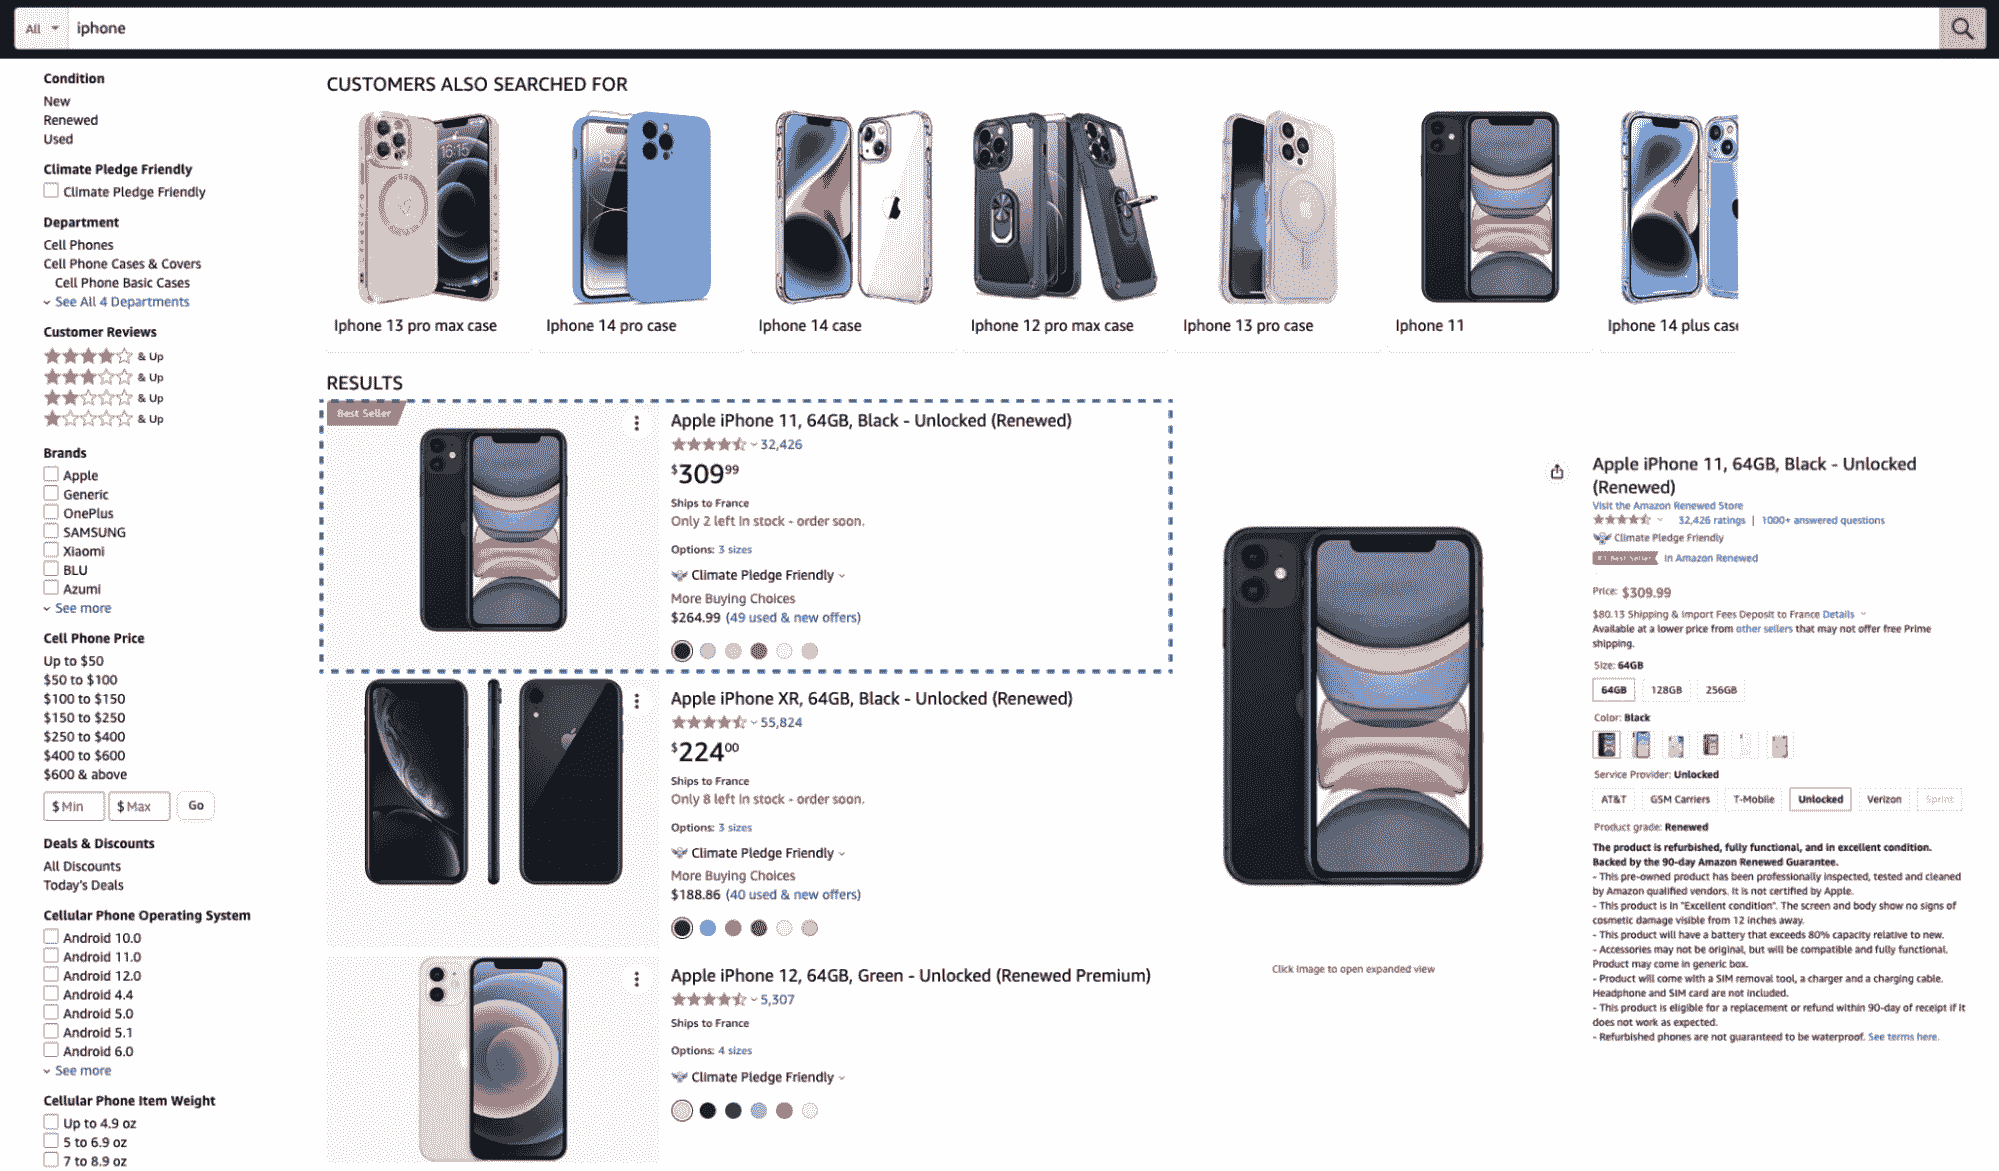 All
iphone
Condition
New
Renewed
Used
Climate Pledge Friendly
Climate Pledge Friendly
Department
Cell Phones
Cell Phone Cases & Covers
Cell Phone Basic Cases
See All 4 Departments
Customer Reviews
& Up
& Up
& Up
& Up
Brands
Apple
Generic
OnePlus
SAMSUNG
Xiaomi
BLU
Azumi
See more
Cell Phone Price
Up to $50
$50 to $100
$100 to $150
$150 to $250
$250 to $400
$400 to $600
$600 & above
$ Min $ Max Go
Deals & Discounts
All Discounts
Today's Deals
Cellular Phone Operating System
Android 10.0
Android 11.0
Android 12.0
Android 4.4
Android 5.0
Android 5.1
Android 6.0
See more
Cellular Phone Item Weight
Up to 4.9 oz
5 to 6.9 oz
7 to 8.9 oz
CUSTOMERS ALSO SEARCHED FOR
16:15
Iphone 13 pro max case
Iphone 14 pro case
Iphone 14 case
Iphone 12 pro max case
Iphone 13 pro case
Iphone 11
Iphone 14 plus case
RESULTS
Best Seller
Apple iPhone 11, 64GB, Black - Unlocked (Renewed)
32,426
$309.99
Ships to France
Only 2 left in stock - order soon.
Options: 3 sizes
Climate Pledge Friendly
More Buying Choices
$264.99 (49 used & new offers)
Apple iPhone XR, 64GB, Black - Unlocked (Renewed)
55,824
$224.00
Ships to France
Only 8 left in stock - order soon.
Options: 3 sizes
Climate Pledge Friendly
More Buying Choices
$188.86 (40 used & new offers)
Apple iPhone 12, 64GB, Green - Unlocked (Renewed Premium)
5,307
Ships to France
Options: 4 sizes
Climate Pledge Friendly
Click image to open expanded view
Apple iPhone 11, 64GB, Black - Unlocked
(Renewed)
Visit the Amazon Renewed Store
32,426 ratings | 1000+ answered questions
Climate Pledge Friendly
#1 Best Seller in Amazon Renewed
Price: $309.99
$80.13 Shipping & Import Fees Deposit to France Details
Available at a lower price from other sellers that may not offer free Prime
shipping.
Size: 64GB
64GB 128GB 256GB
Color: Black
Service Provider: Unlocked
AT&T GSM Carriers T-Mobile Unlocked Verizon Sprint
Product grade: Renewed
The product is refurbished, fully functional, and in excellent condition.
Backed by the 90-day Amazon Renewed Guarantee.
- This pre-owned product has been professionally inspected, tested and cleaned
by Amazon qualified vendors. It is not certified by Apple.
- This product is in "Excellent condition". The screen and body show no signs of
cosmetic damage visible from 12 inches away.
- This product will have a battery that exceeds 80% capacity relative to new.
- Accessories may not be original, but will be compatible and fully functional.
Product may come in generic box.
- Product will come with a SIM removal tool, a charger and a charging cable.
Headphone and SIM card are not included.
- This product is eligible for a replacement or refund within 90-day of receipt if it
does not work as expected.
- Refurbished phones are not guaranteed to be waterproof. See terms here.